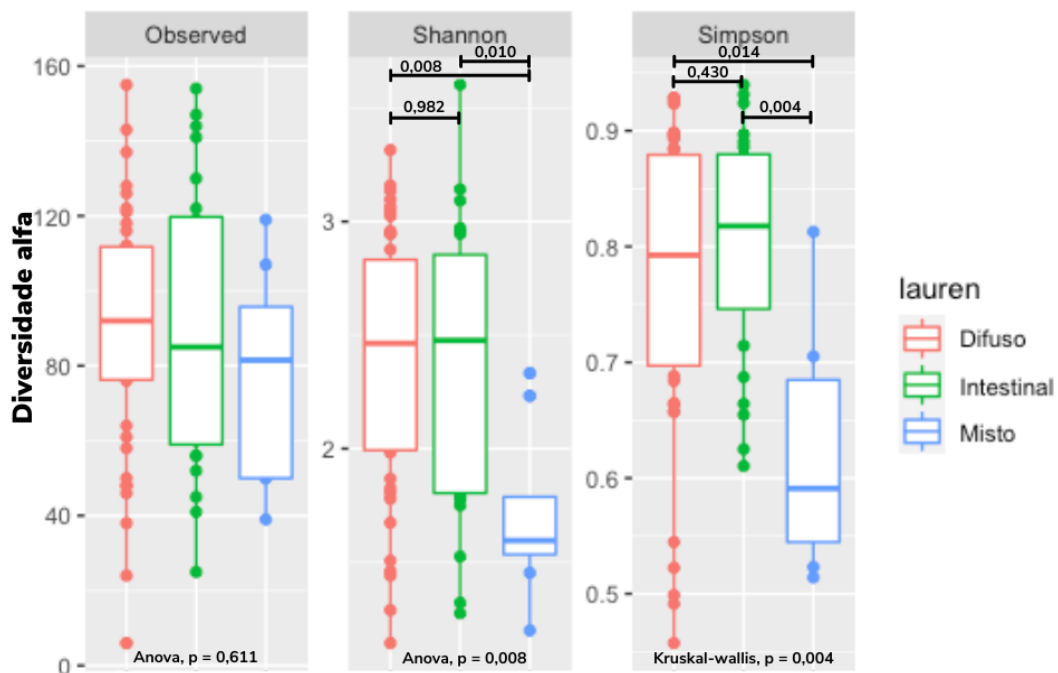 Observed
Shannon
Simpson
Diversidade alfa
160
120
80
40
0
Anova, p = 0,611
0,010
0,008
0,982
3
2
Anova, p = 0,008
0,014
0,430
0,004
0.9
0.8
0.7
0.6
0.5
Kruskal-wallis, p = 0,004
lauren
Difuso
Intestinal
Misto